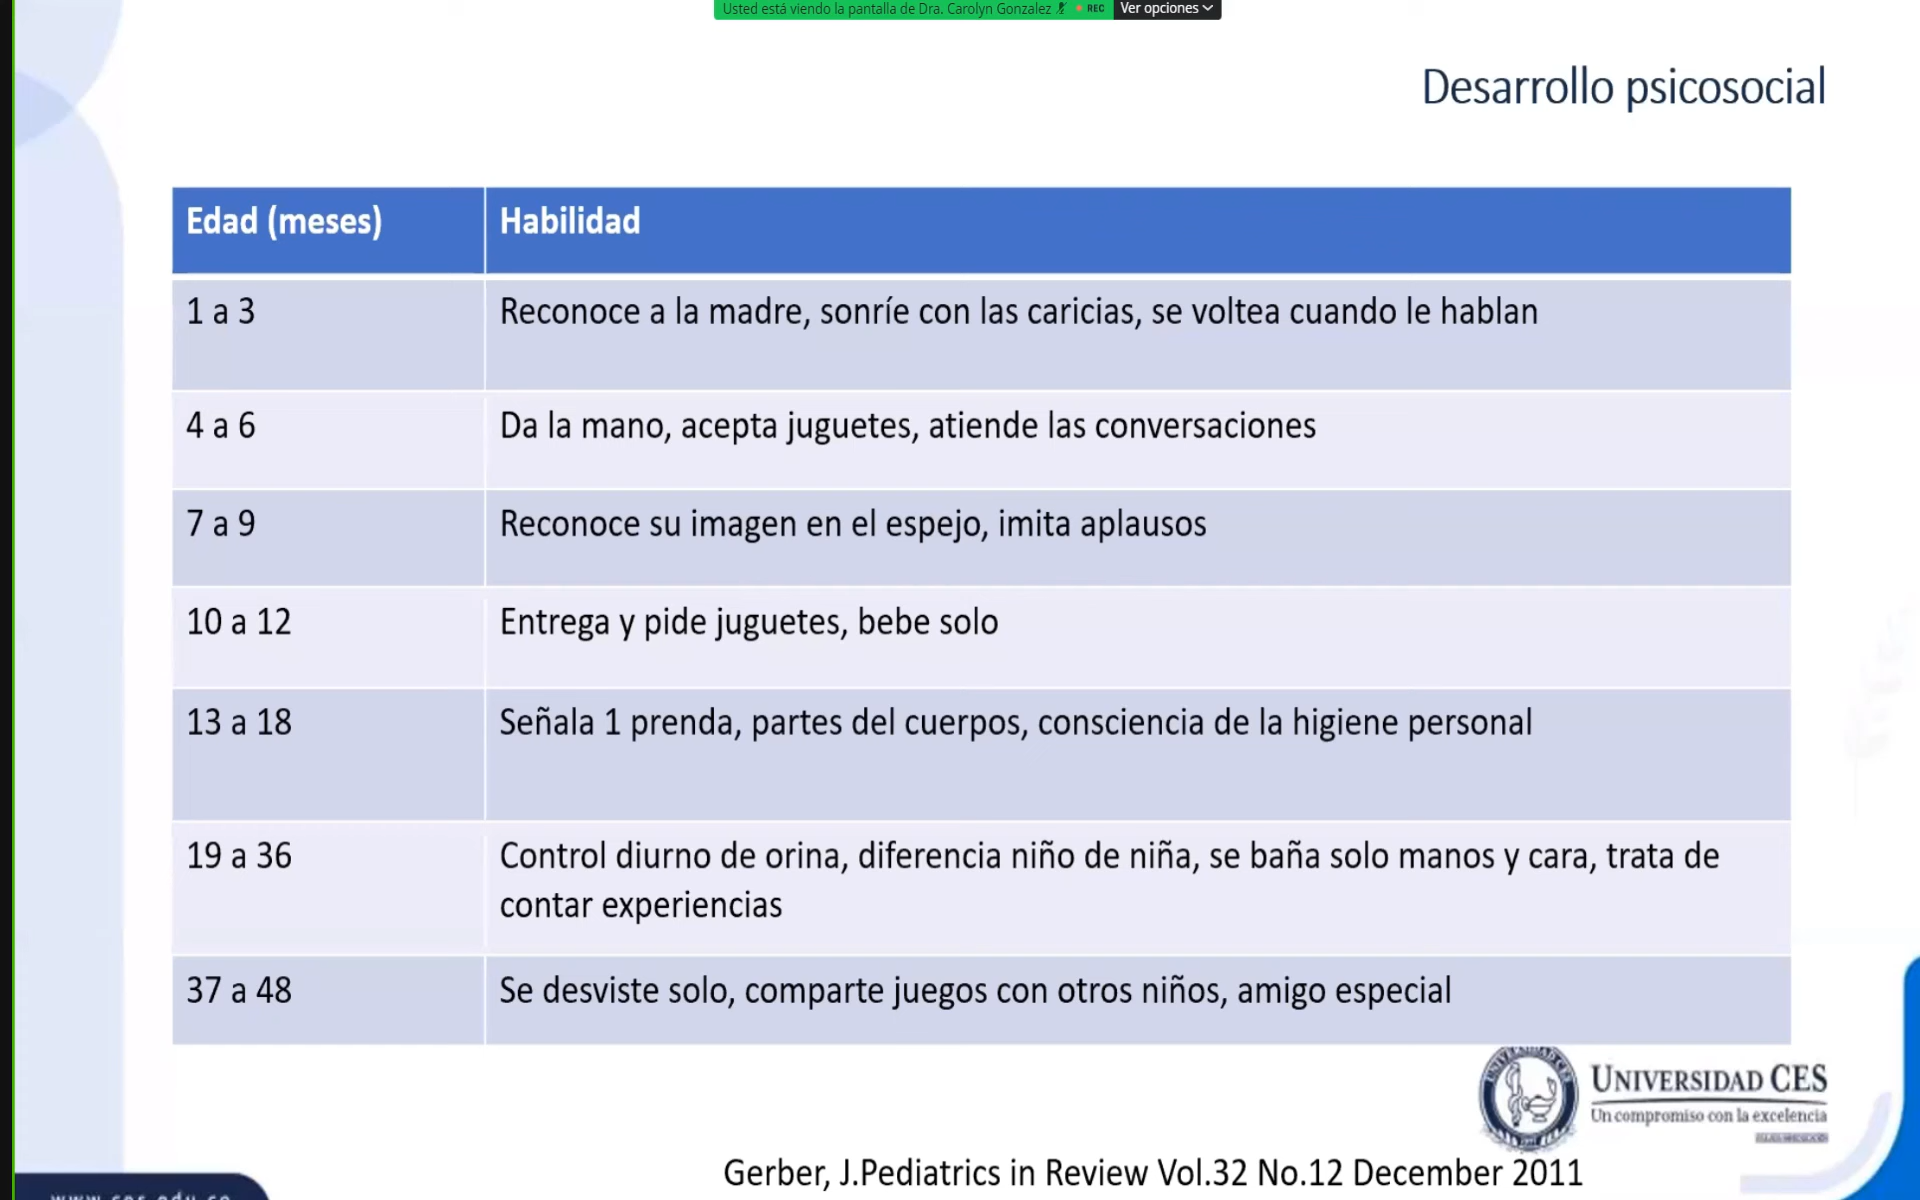 Usted está viendo la pantalla de Dra. Carolyn Gonzalez REC Ver opciones
Desarrollo psicosocial
Edad (meses) Habilidad
1 a 3 Reconoce a la madre, sonríe con las caricias, se voltea cuando le hablan
4 a 6 Da la mano, acepta juguetes, atiende las conversaciones
7 a 9 Reconoce su imagen en el espejo, imita aplausos
10 a 12 Entrega y pide juguetes, bebe solo
13 a 18 Señala 1 prenda, partes del cuerpos, consciencia de la higiene personal
19 a 36 Control diurno de orina, diferencia niño de niña, se baña solo manos y cara, trata de
contar experiencias
37 a 48 Se desviste solo, comparte juegos con otros niños, amigo especial
UNIVERSIDAD CES
Un compromiso con la excelencia
Gerber, J.Pediatrics in Review Vol.32 No.12 December 2011
www.ces.edu.co